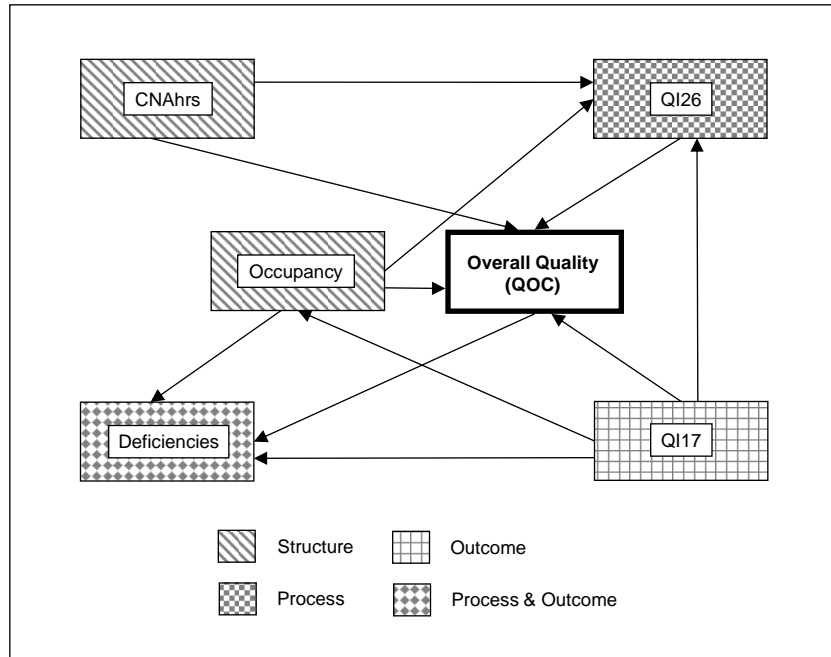 CNAhrs
QI26
Occupancy
Overall Quality
(QOC)
Deficiencies
QI17
Structure
Outcome
Process
Process & Outcome